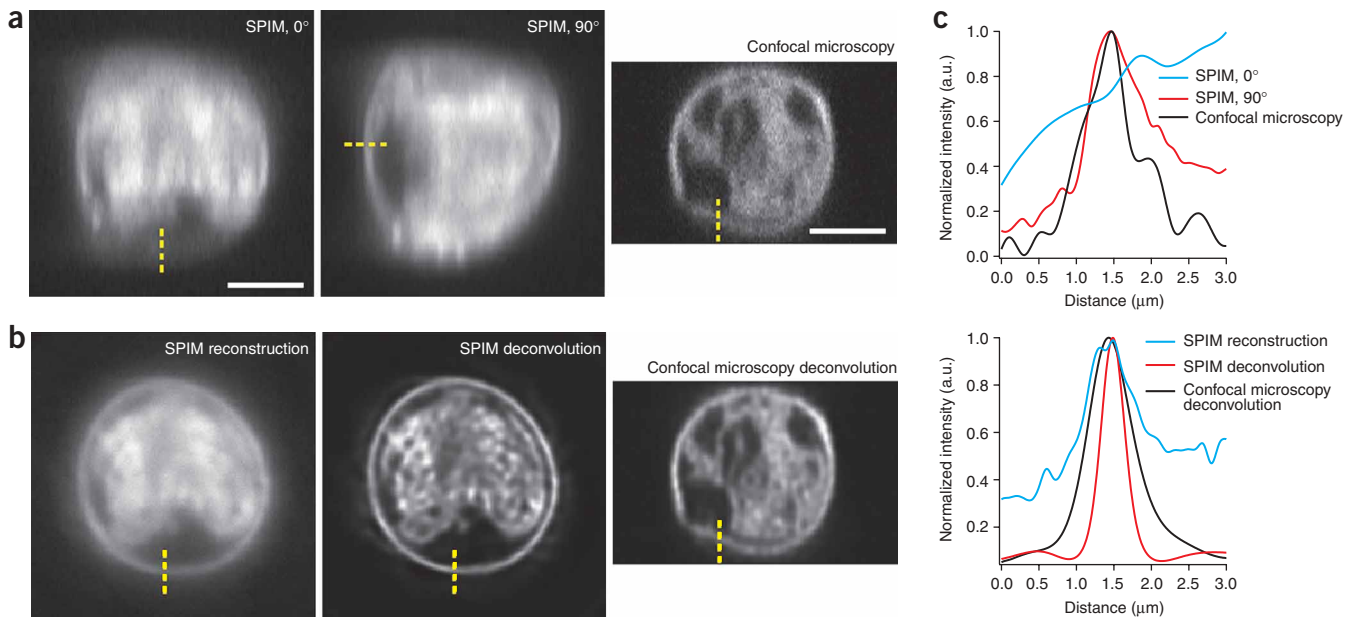 a
SPIM, 0°
SPIM, 90°
Confocal microscopy
b
SPIM reconstruction
SPIM deconvolution
Confocal microscopy deconvolution
c
Normalized intensity (a.u.)
1.0
0.8
0.6
0.4
0.2
0.0
0.0 0.5 1.0 1.5 2.0 2.5 3.0
Distance (μm)
SPIM, 0°
SPIM, 90°
Confocal microscopy
Normalized intensity (a.u.)
1.0
0.8
0.6
0.4
0.2
0.0 0.5 1.0 1.5 2.0 2.5 3.0
Distance (μm)
SPIM reconstruction
SPIM deconvolution
Confocal microscopy
deconvolution